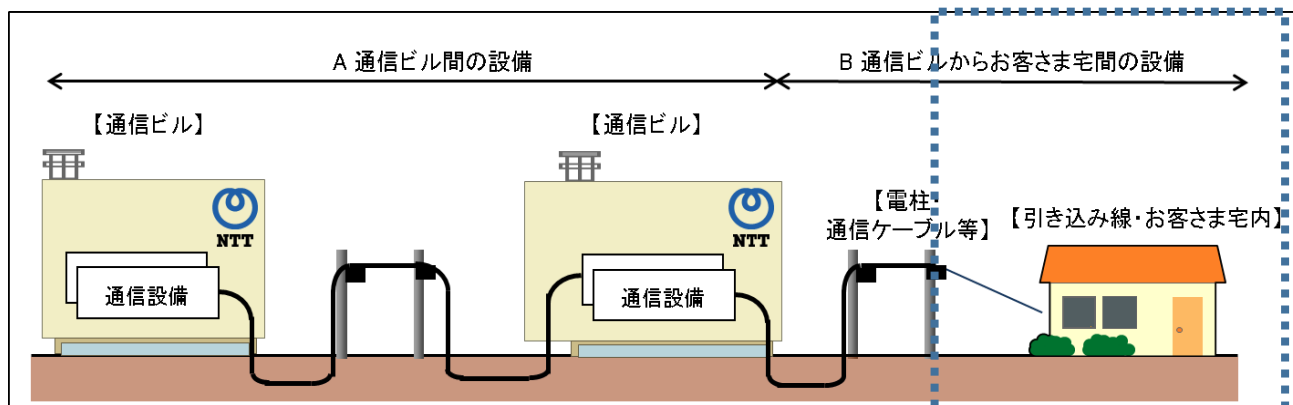 A 通信ビル間の設備
B 通信ビルからお客さま宅間の設備
【通信ビル】
【通信ビル】
【電柱・
通信ケーブル等】
【引き込み線・お客さま宅内】
NTT
NTT
通信設備
通信設備